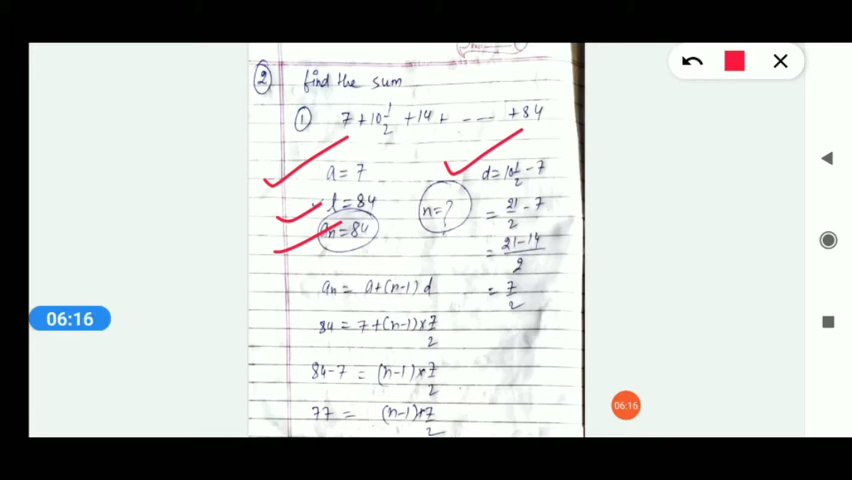 ② find the sum
① 7 + 10 1/2 + 14 + ---- + 84
a = 7
l = 84
an = 84
n = ?
d = 10 1/2 - 7
= 21/2 - 7
= 21-14/2
= 7/2
an = a+(n-1) d
84 = 7+(n-1)×7/2
84-7 = (n-1)×7/2
77 = (n-1)×7/2
06:16
06:16